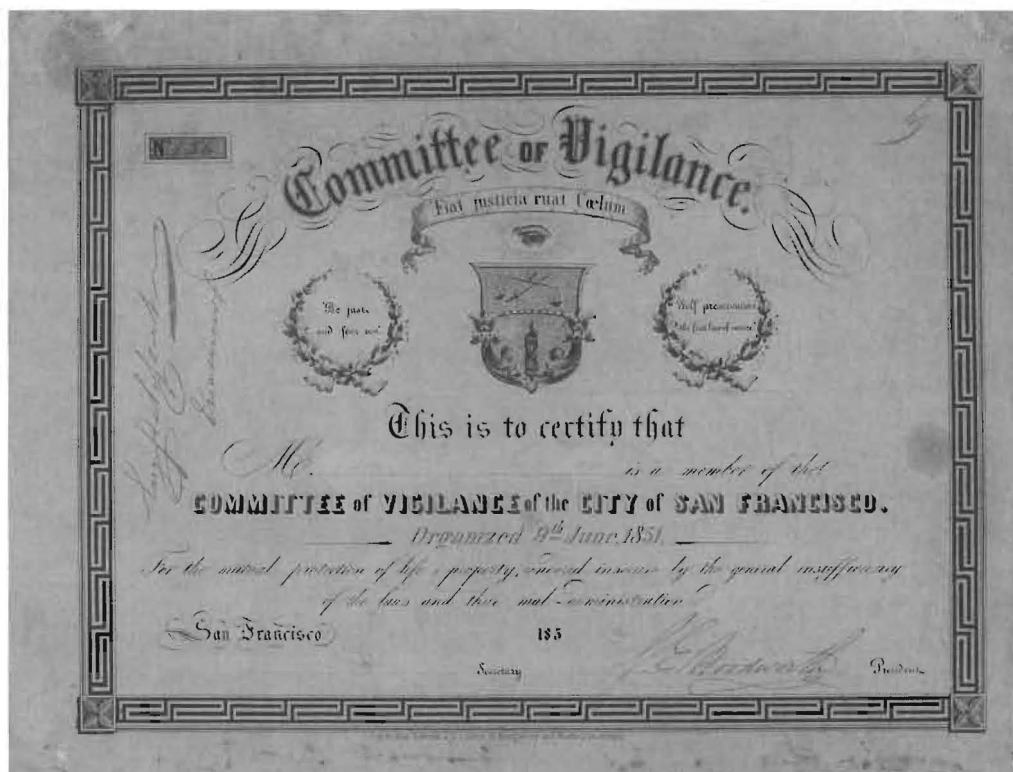 No.
Committee OF Vigilance.
Fiat justicia ruat Cœlum
"Be just
and fear not"
"Self preservation
the first law of nature"
This is to certify that
Mr. is a member of the
COMMITTEE of VIGILANCE of the CITY of SAN FRANCISCO.
Organized 9th June, 1851,
For the mutual protection of life & property, rendered insecure by the general insufficiency
of the laws and their mal-administration
San Francisco 185
Secretary Woodworth President